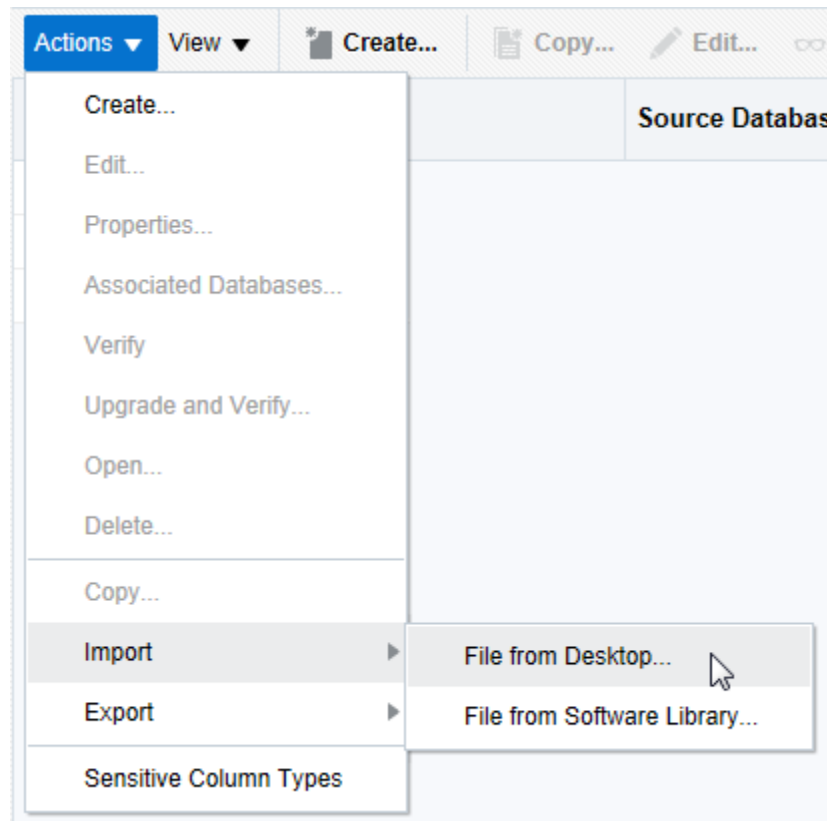 Actions View Create... Copy... Edit...
Source Databas
Create...
Edit...
Properties...
Associated Databases...
Verify
Upgrade and Verify...
Open...
Delete...
Copy...
Import
File from Desktop...
Export
File from Software Library...
Sensitive Column Types